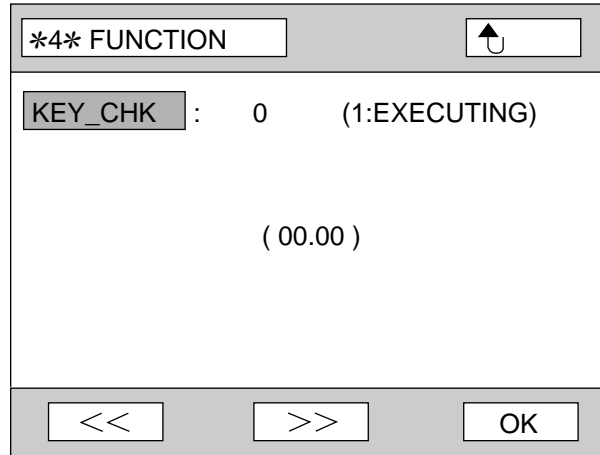 *4* FUNCTION
KEY_CHK : 0 (1:EXECUTING)
( 00.00 )
<< >> OK